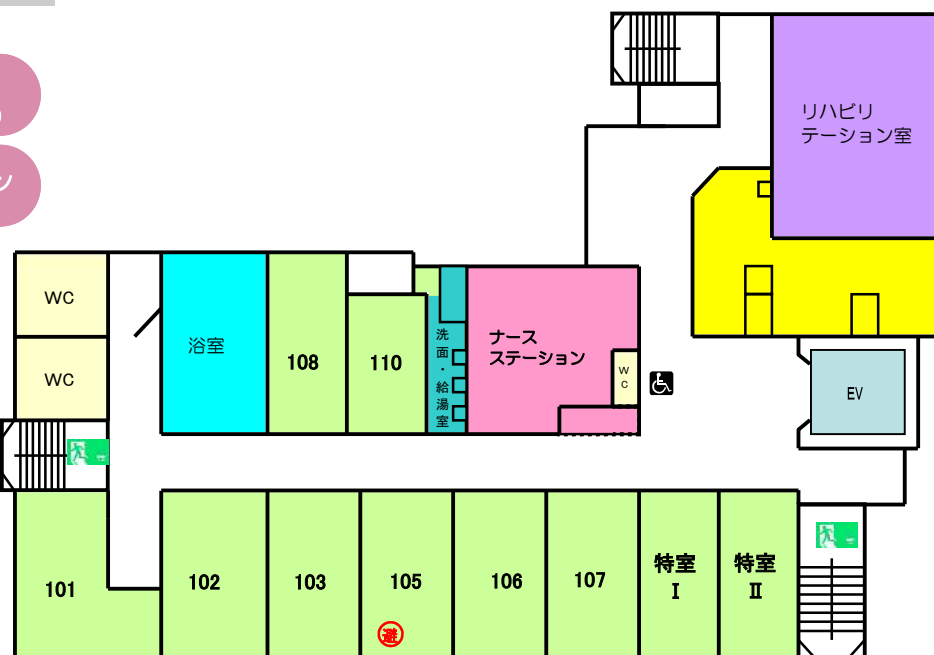 リハビリ
テーション室
WC
WC
浴室
108
110
洗面・給湯室
ナース
ステーション
WC
EV
101
102
103
105
106
107
特室
Ⅰ
特室
Ⅱ
避
ン